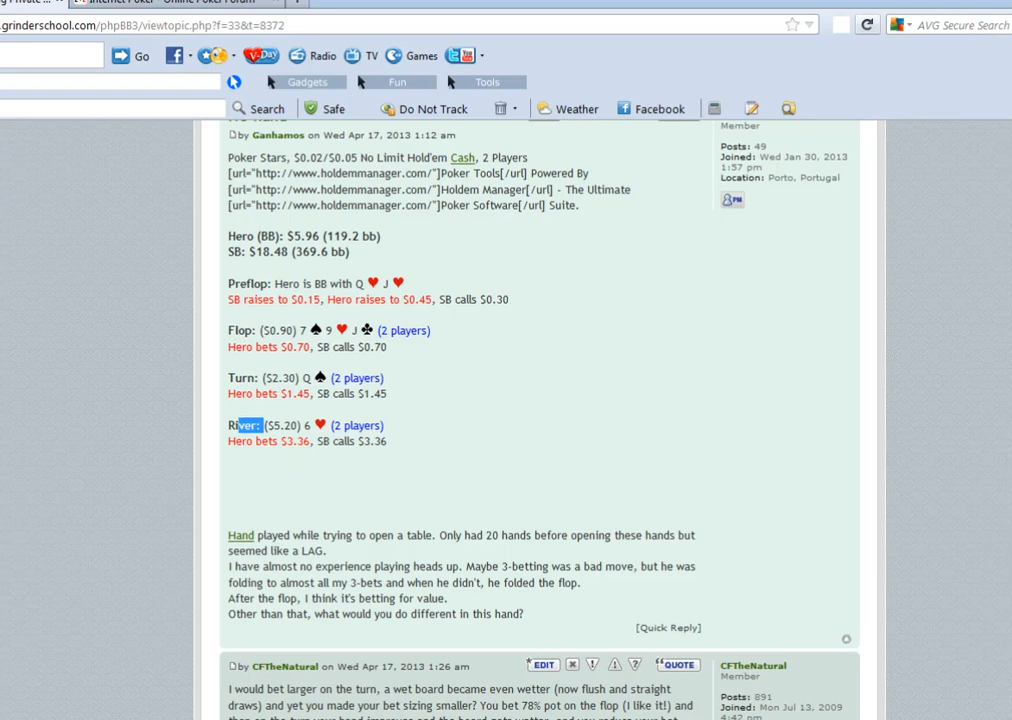 .grinderschool.com/phpBB3/viewtopic.php?f=33&t=8372
AVG Secure Search
Go
V-Day
Radio
TV
Games
You
Gadgets
Fun
Tools
Search
Safe
Do Not Track
Weather
Facebook
by Ganhamos on Wed Apr 17, 2013 1:12 am
Member
Posts: 49
Joined: Wed Jan 30, 2013
1:57 pm
Location: Porto, Portugal
PM
Poker Stars, $0.02/$0.05 No Limit Hold'em Cash, 2 Players
[url="http://www.holdemmanager.com/"]Poker Tools[/url] Powered By
[url="http://www.holdemmanager.com/"]Holdem Manager[/url] - The Ultimate
[url="http://www.holdemmanager.com/"]Poker Software[/url] Suite.
Hero (BB): $5.96 (119.2 bb)
SB: $18.48 (369.6 bb)
Preflop: Hero is BB with Q ♥ J ♥
SB raises to $0.15, Hero raises to $0.45, SB calls $0.30
Flop: ($0.90) 7 ♠ 9 ♥ J ♣ (2 players)
Hero bets $0.70, SB calls $0.70
Turn: ($2.30) Q ♠ (2 players)
Hero bets $1.45, SB calls $1.45
River: ($5.20) 6 ♥ (2 players)
Hero bets $3.36, SB calls $3.36
Hand played while trying to open a table. Only had 20 hands before opening these hands but
seemed like a LAG.
I have almost no experience playing heads up. Maybe 3-betting was a bad move, but he was
folding to almost all my 3-bets and when he didn't, he folded the flop.
After the flop, I think it's betting for value.
Other than that, what would you do different in this hand?
[Quick Reply]
by CFTheNatural on Wed Apr 17, 2013 1:26 am
EDIT
QUOTE
CFTheNatural
Member
Posts: 891
Joined: Mon Jul 13, 2009
4:42 pm
I would bet larger on the turn, a wet board became even wetter (now flush and straight
draws) and yet you made your bet sizing smaller? You bet 78% pot on the flop (I like it!) and